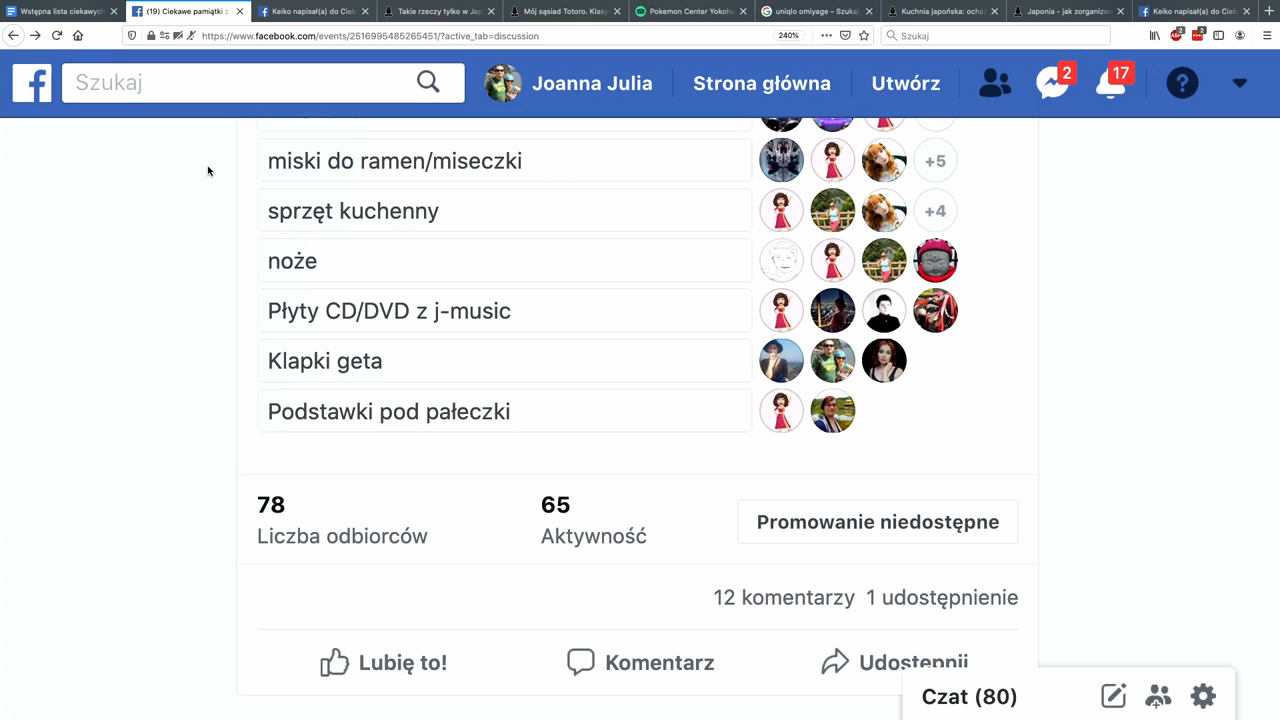 Wstępna lista ciekawych
(19) Ciekawe pamiątki z
Keiko napisał(a) do Cieb
Takie rzeczy tylko w Jap
Mój sąsiad Totoro. Klasy
Pokemon Center Yokoha
uniqlo omiyage – Szuka
Kuchnia japońska: ocha
Japonia - jak zorganizow
Keiko napisał(a) do Cieb
https://www.facebook.com/events/2516995485265451/?active_tab=discussion
240%
Szukaj
Szukaj
Joanna Julia
Strona główna
Utwórz
2
17
miski do ramen/miseczki
+5
sprzęt kuchenny
+4
noże
Płyty CD/DVD z j-music
Klapki geta
Podstawki pod pałeczki
78
65
Liczba odbiorców
Aktywność
Promowanie niedostępne
12 komentarzy 1 udostępnienie
Lubię to!
Komentarz
Udostępnij
Czat (80)